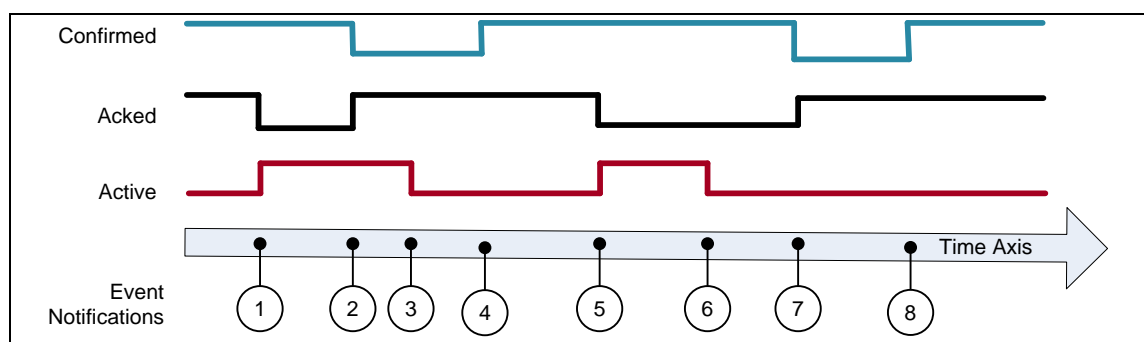 Confirmed
Acked
Active
Time Axis
Event
Notifications
1
2
3
4
5
6
7
8